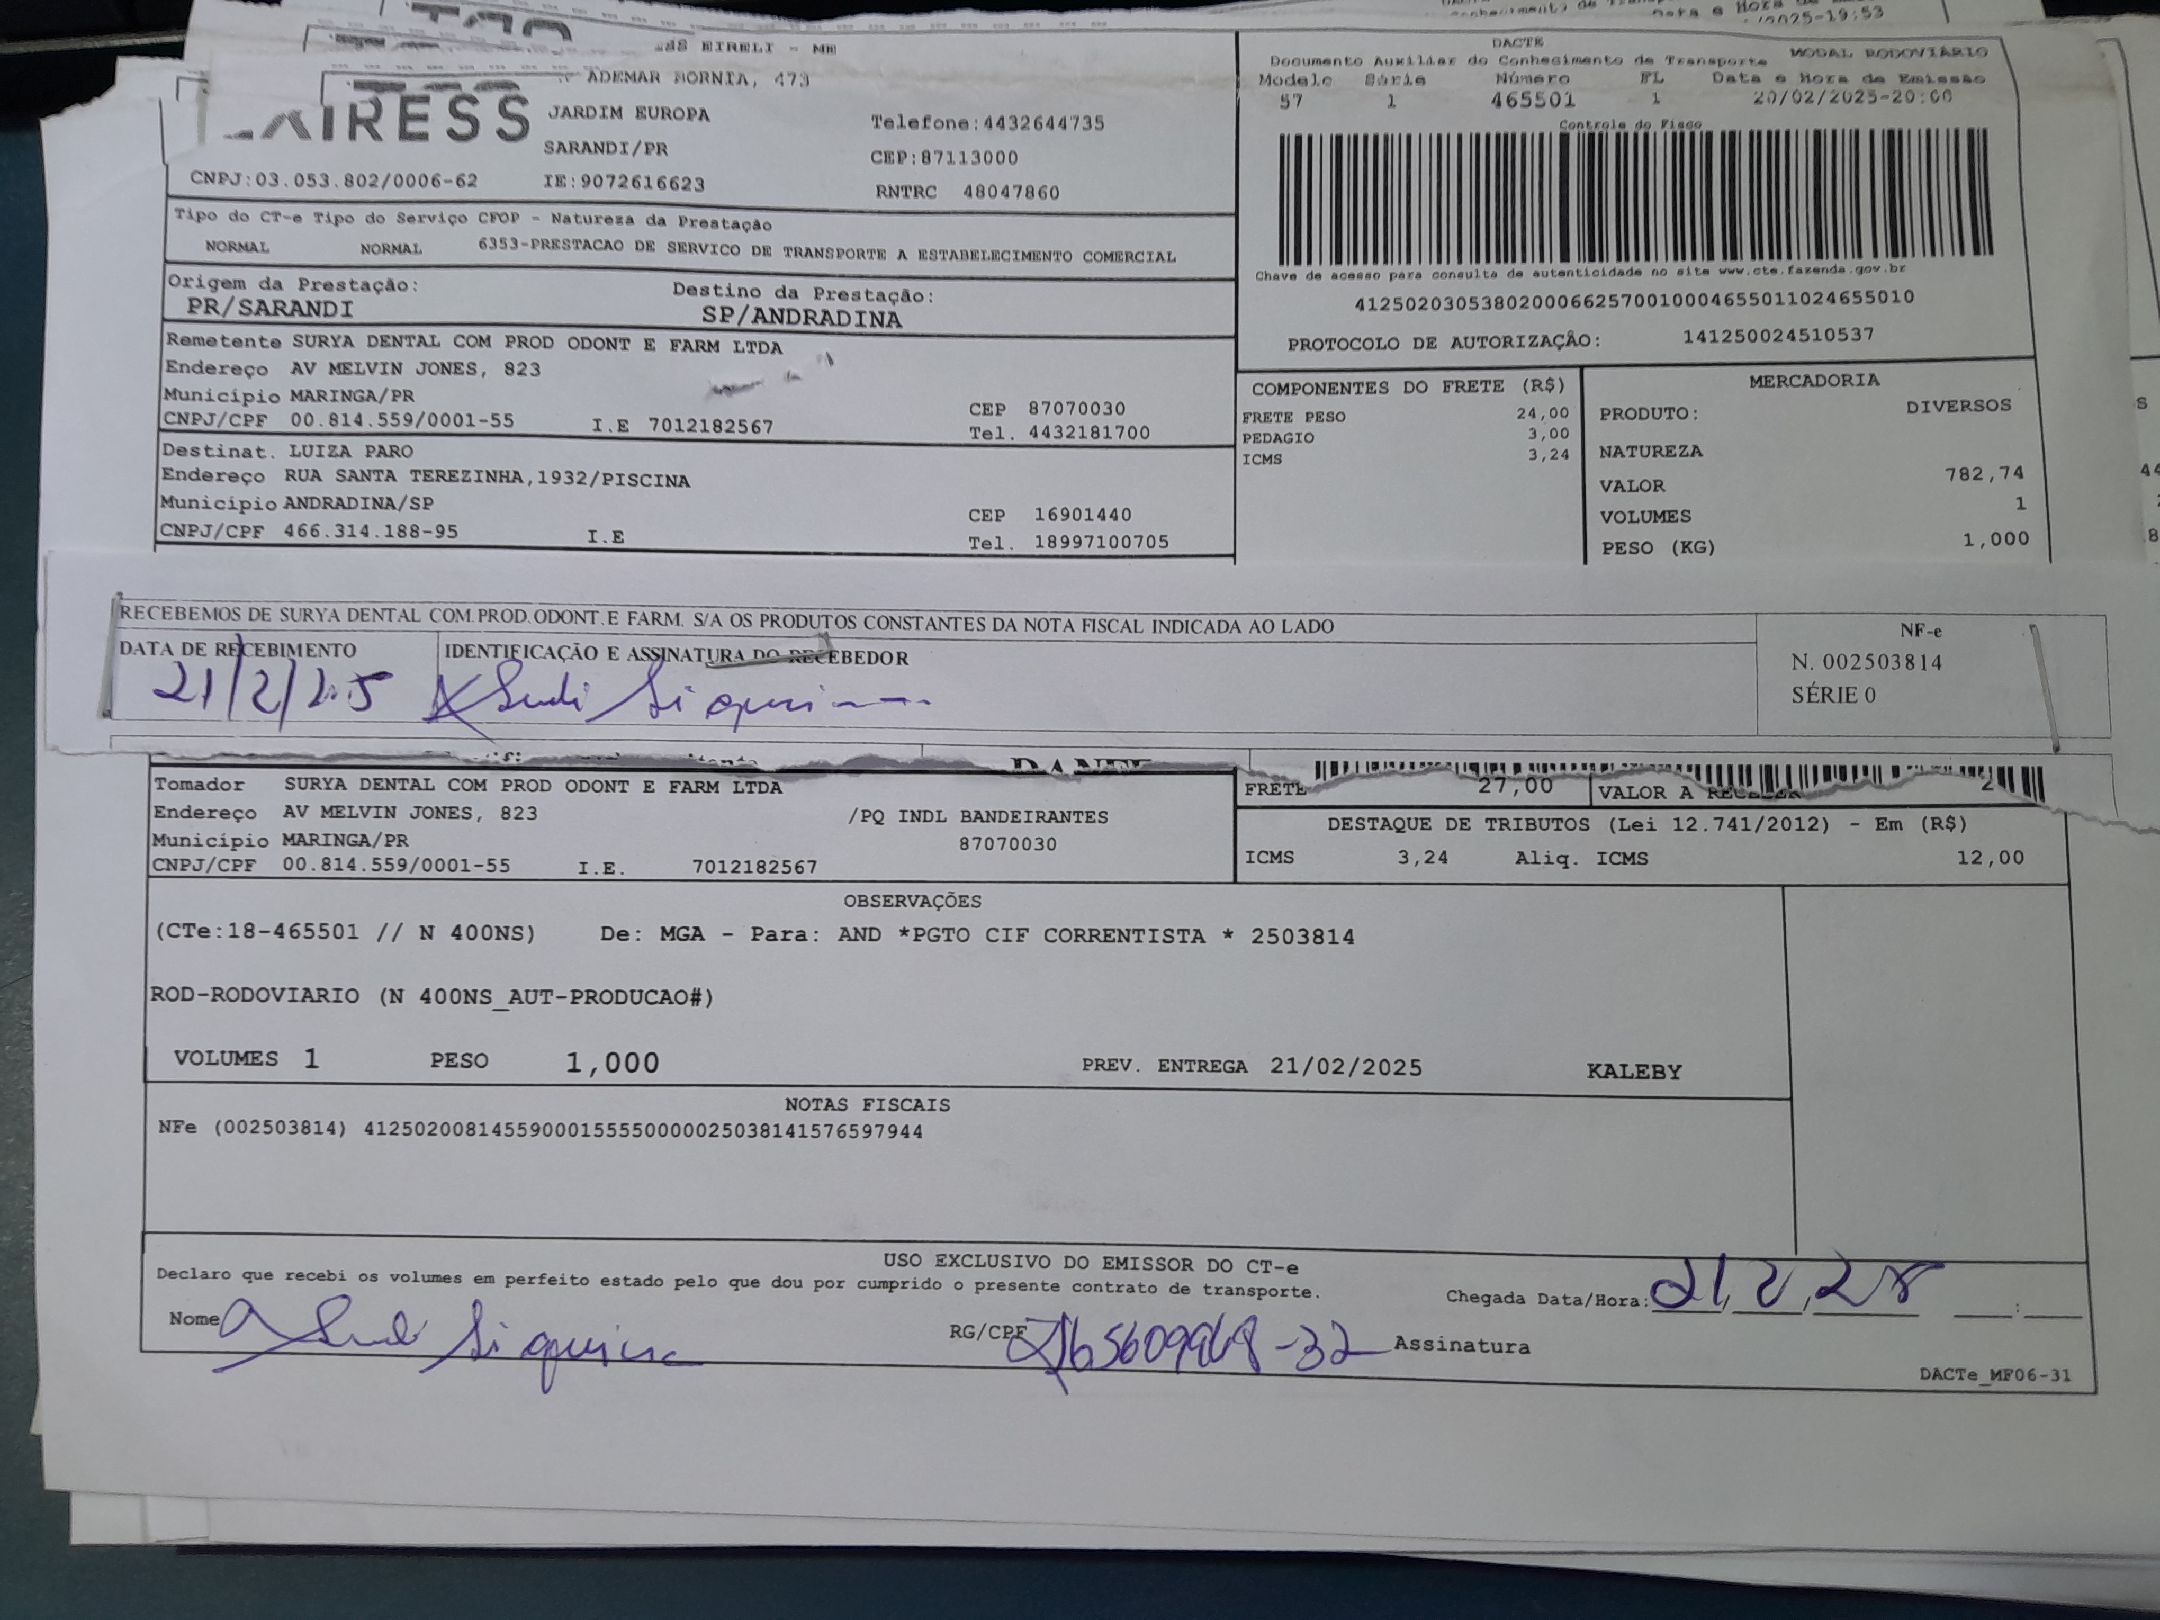 EIRELI - ME
ADEMAR BORNIA, 473
JARDIM EUROPA
Telefone:4432644735
SARANDI/PR
CEP:87113000
CNPJ:03.053.802/0006-62 IE:9072616623
RNTRC 48047860
DACTE
Documento Auxiliar do Conhecimento de Transporte MODAL RODOVIÁRIO
Modelo Série Número FL Data e Hora de Emissão
57 1 465501 1 20/02/2025-20:00
Controle do Fisco
Chave de acesso para consulta de autenticidade no site www.cte.fazenda.gov.br
41250203053802000662570010004655011024655010
PROTOCOLO DE AUTORIZAÇÃO: 141250024510537
Tipo do CT-e Tipo do Serviço CFOP - Natureza da Prestação
NORMAL NORMAL 6353-PRESTACAO DE SERVICO DE TRANSPORTE A ESTABELECIMENTO COMERCIAL
Origem da Prestação: Destino da Prestação:
PR/SARANDI SP/ANDRADINA
Remetente SURYA DENTAL COM PROD ODONT E FARM LTDA
Endereço AV MELVIN JONES, 823
Município MARINGA/PR CEP 87070030
CNPJ/CPF 00.814.559/0001-55 I.E 7012182567 Tel. 4432181700
Destinat. LUIZA PARO
Endereço RUA SANTA TEREZINHA,1932/PISCINA
Município ANDRADINA/SP CEP 16901440
CNPJ/CPF 466.314.188-95 I.E Tel. 18997100705
COMPONENTES DO FRETE (R$)
FRETE PESO 24,00
PEDAGIO 3,00
ICMS 3,24
MERCADORIA
PRODUTO: DIVERSOS
NATUREZA
VALOR 782,74
VOLUMES 1
PESO (KG) 1,000
RECEBEMOS DE SURYA DENTAL COM.PROD.ODONT.E FARM. S/A OS PRODUTOS CONSTANTES DA NOTA FISCAL INDICADA AO LADO
DATA DE RECEBIMENTO IDENTIFICAÇÃO E ASSINATURA DO RECEBEDOR
21/2/25 Siqueira
NF-e
N. 002503814
SÉRIE 0
DANFE
Tomador SURYA DENTAL COM PROD ODONT E FARM LTDA
Endereço AV MELVIN JONES, 823 /PQ INDL BANDEIRANTES
Município MARINGA/PR 87070030
CNPJ/CPF 00.814.559/0001-55 I.E. 7012182567
FRETE 27,00 VALOR A RECEBER
DESTAQUE DE TRIBUTOS (Lei 12.741/2012) - Em (R$)
ICMS 3,24 Aliq. ICMS 12,00
OBSERVAÇÕES
(CTe:18-465501 // N 400NS) De: MGA - Para: AND *PGTO CIF CORRENTISTA * 2503814
ROD-RODOVIARIO (N 400NS_AUT-PRODUCAO#)
VOLUMES 1 PESO 1,000 PREV. ENTREGA 21/02/2025 KALEBY
NOTAS FISCAIS
NFe (002503814) 41250200814559000155550000025038141576597944
USO EXCLUSIVO DO EMISSOR DO CT-e
Declaro que recebi os volumes em perfeito estado pelo que dou por cumprido o presente contrato de transporte.
Chegada Data/Hora: 21, 2, 25 :
Nome Siqueira RG/CPF Assinatura
DACTe_MF06-31